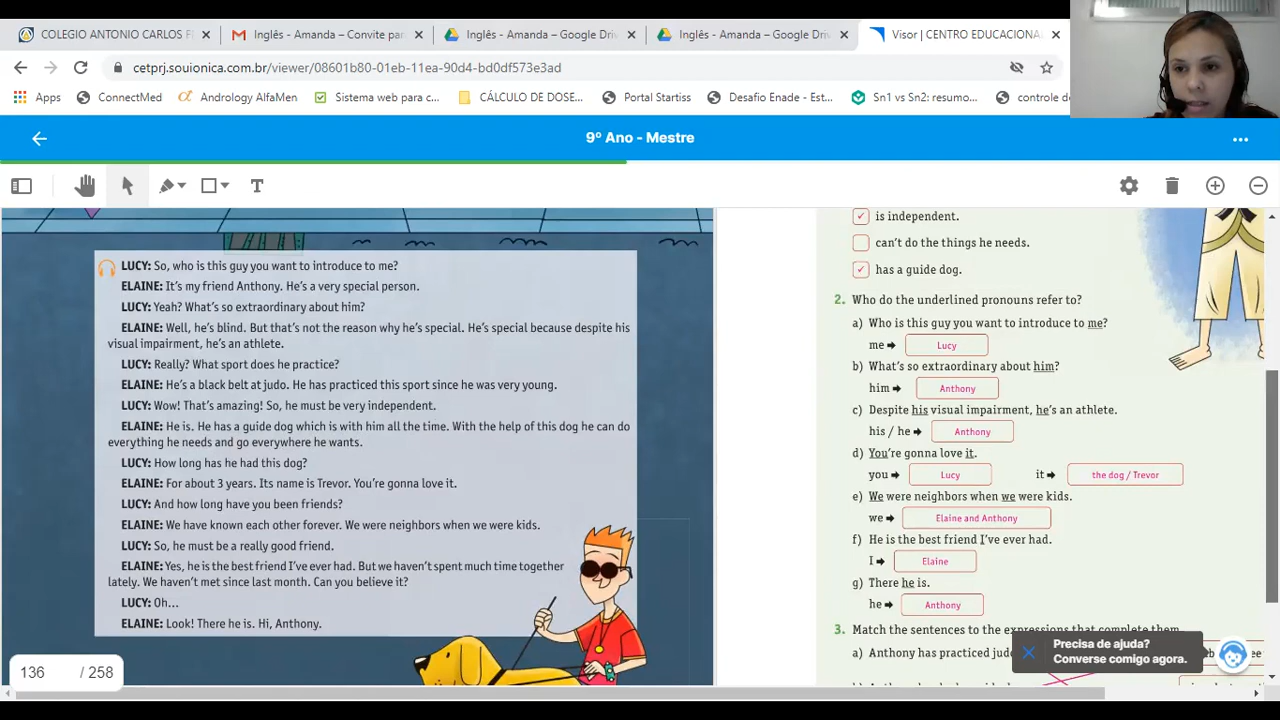 COLEGIO ANTONIO CARLOS F
Inglês - Amanda – Convite par
Inglês - Amanda – Google Driv
Inglês - Amanda – Google Driv
Visor | CENTRO EDUCACIONA
cetprj.souionica.com.br/viewer/08601b80-01eb-11ea-90d4-bd0df573e3ad
Apps
ConnectMed
Andrology AlfaMen
Sistema web para c...
CÁLCULO DE DOSE...
Portal Startiss
Desafio Enade - Est...
Sn1 vs Sn2: resumo...
controle d
9º Ano - Mestre
LUCY: So, who is this guy you want to introduce to me?
ELAINE: It's my friend Anthony. He's a very special person.
LUCY: Yeah? What's so extraordinary about him?
ELAINE: Well, he's blind. But that's not the reason why he's special. He's special because despite his
visual impairment, he's an athlete.
LUCY: Really? What sport does he practice?
ELAINE: He's a black belt at judo. He has practiced this sport since he was very young.
LUCY: Wow! That's amazing! So, he must be very independent.
ELAINE: He is. He has a guide dog which is with him all the time. With the help of this dog he can do
everything he needs and go everywhere he wants.
LUCY: How long has he had this dog?
ELAINE: For about 3 years. Its name is Trevor. You're gonna love it.
LUCY: And how long have you been friends?
ELAINE: We have known each other forever. We were neighbors when we were kids.
LUCY: So, he must be a really good friend.
ELAINE: Yes, he is the best friend I've ever had. But we haven't spent much time together
lately. We haven't met since last month. Can you believe it?
LUCY: Oh...
ELAINE: Look! There he is. Hi, Anthony.
136 / 258
is independent.
can't do the things he needs.
has a guide dog.
2. Who do the underlined pronouns refer to?
a) Who is this guy you want to introduce to me?
me ➡ Lucy
b) What's so extraordinary about him?
him ➡ Anthony
c) Despite his visual impairment, he's an athlete.
his / he ➡ Anthony
d) You're gonna love it.
you ➡ Lucy it ➡ the dog / Trevor
e) We were neighbors when we were kids.
we ➡ Elaine and Anthony
f) He is the best friend I've ever had.
I ➡ Elaine
g) There he is.
he ➡ Anthony
3. Match the sentences to the expressions that complete them.
a) Anthony has practiced judo
Precisa de ajuda?
Converse comigo agora.